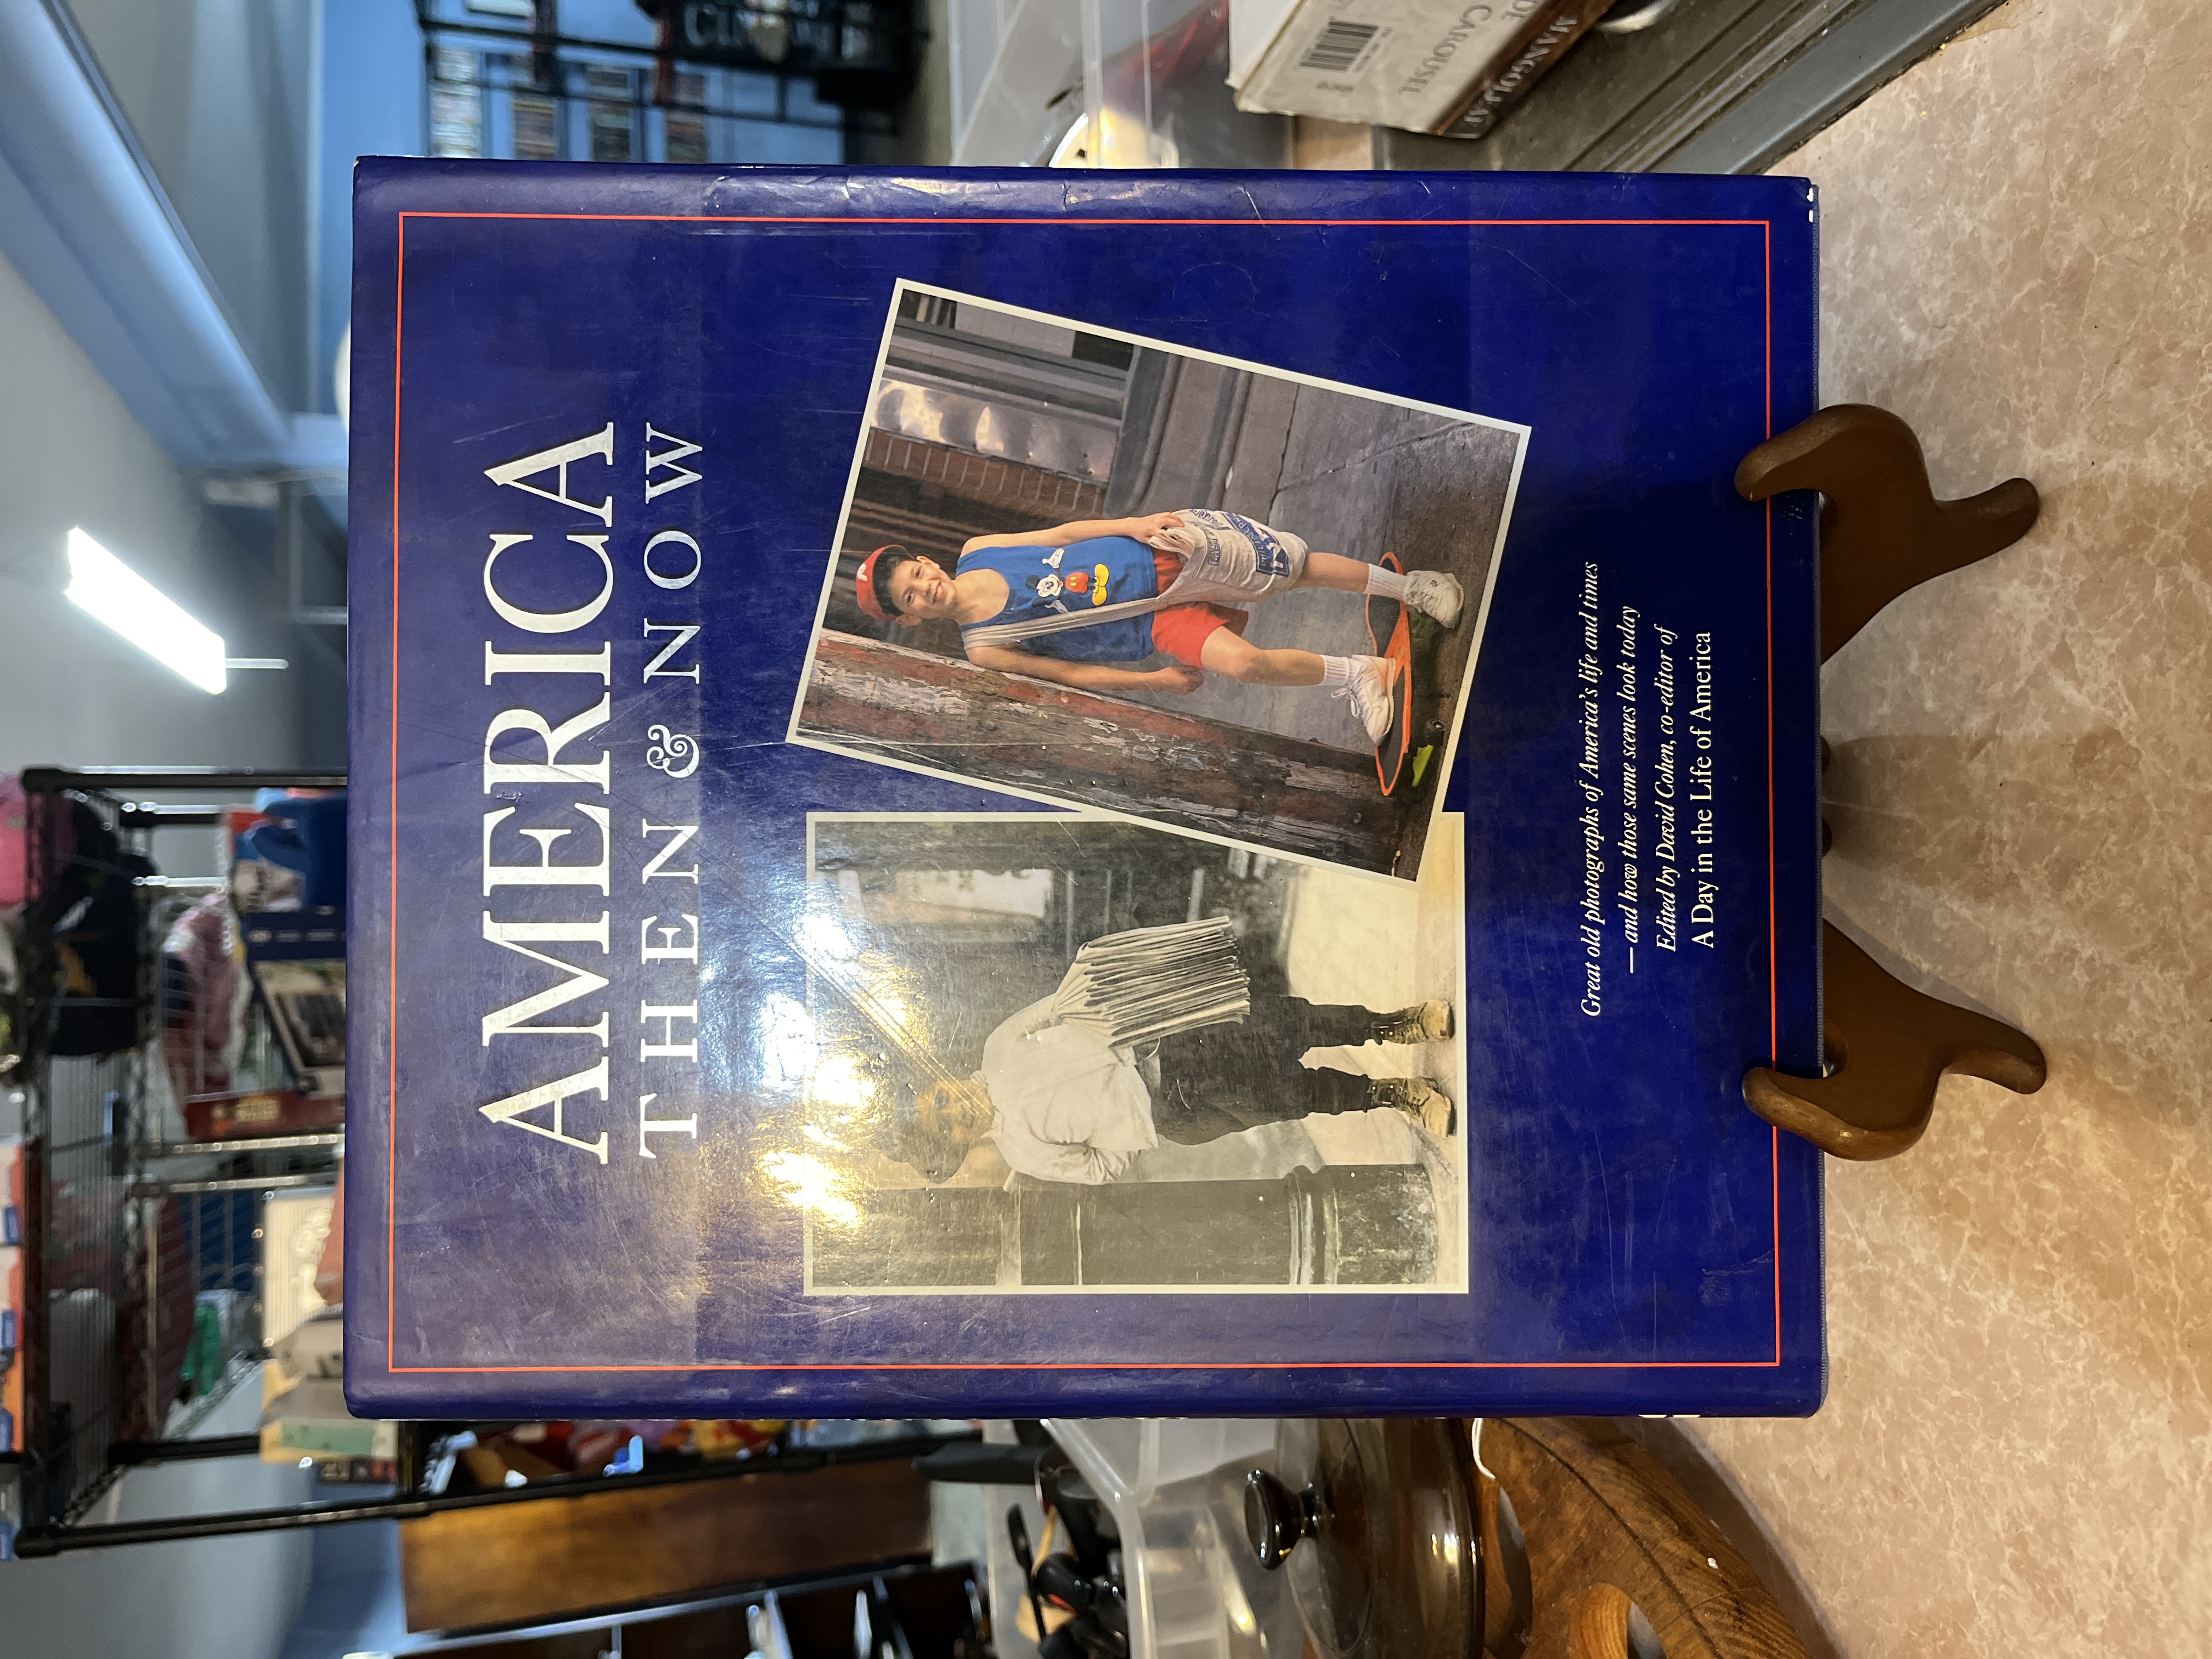 AMERICA
THEN & NOW
Great old photographs of America's life and times
— and how those same scenes look today
Edited by David Cohen, co-editor of
A Day in the Life of America
CAROUSEL